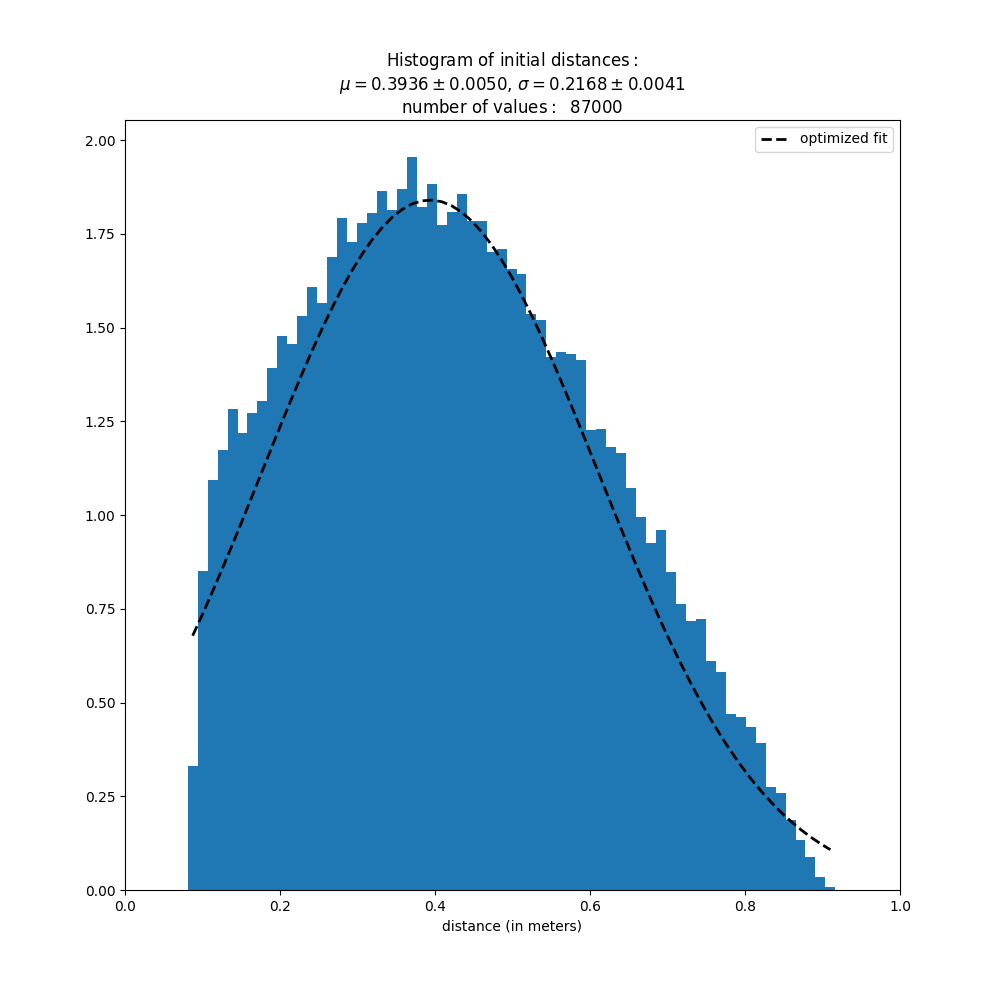 Histogram of initial distances :
μ = 0.3936 ± 0.0050, σ = 0.2168 ± 0.0041
number of values : 87000
optimized fit
2.00
1.75
1.50
1.25
1.00
0.75
0.50
0.25
0.00
0.0 0.2 0.4 0.6 0.8 1.0
distance (in meters)